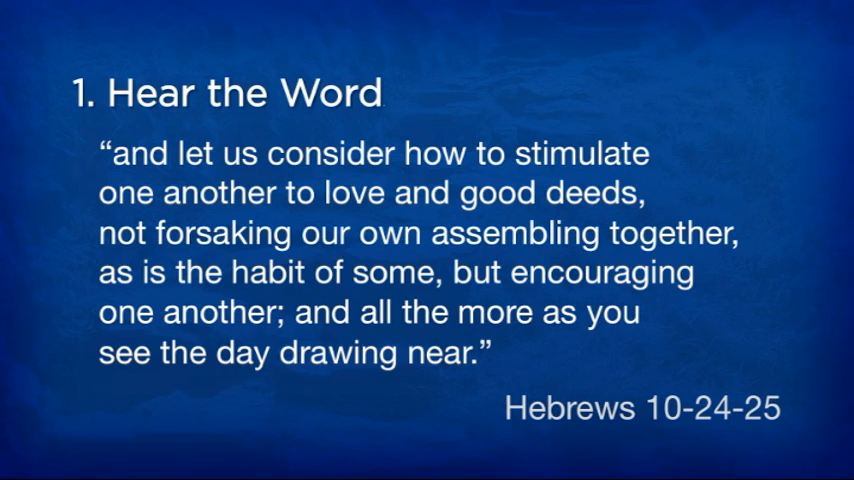 1. Hear the Word
“and let us consider how to stimulate
one another to love and good deeds,
not forsaking our own assembling together,
as is the habit of some, but encouraging
one another; and all the more as you
see the day drawing near.”
Hebrews 10-24-25